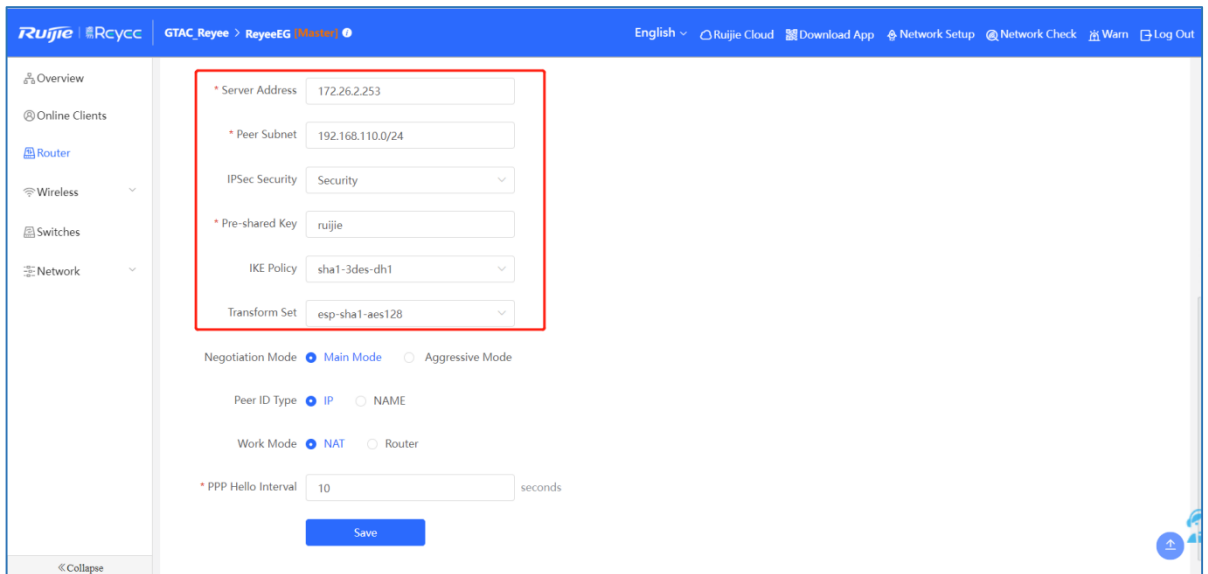 Ruijie | Rcycc GTAC_Reyee > ReyeeEG [Master] English Ruijie Cloud Download App Network Setup Network Check Warn Log Out
Overview
Online Clients
Router
Wireless
Switches
Network
* Server Address 172.26.2.253
* Peer Subnet 192.168.110.0/24
IPSec Security Security
* Pre-shared Key ruijie
IKE Policy sha1-3des-dh1
Transform Set esp-sha1-aes128
Negotiation Mode Main Mode Aggressive Mode
Peer ID Type IP NAME
Work Mode NAT Router
* PPP Hello Interval 10 seconds
Save
«Collapse